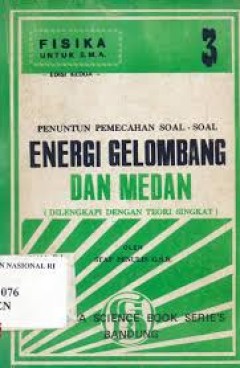 FISIKA
UNTUK S.M.A.
3
- EDISI KEDUA -
PENUNTUN PEMECAHAN SOAL - SOAL
ENERGI GELOMBANG
DAN MEDAN
( DILENGKAPI DENGAN TEORI SINGKAT )
OLEH
STAF PENULIS G.S.B.
N NASIONAL RI
076
EN
A SCIENCE BOOK SERIE'S
BANDUNG